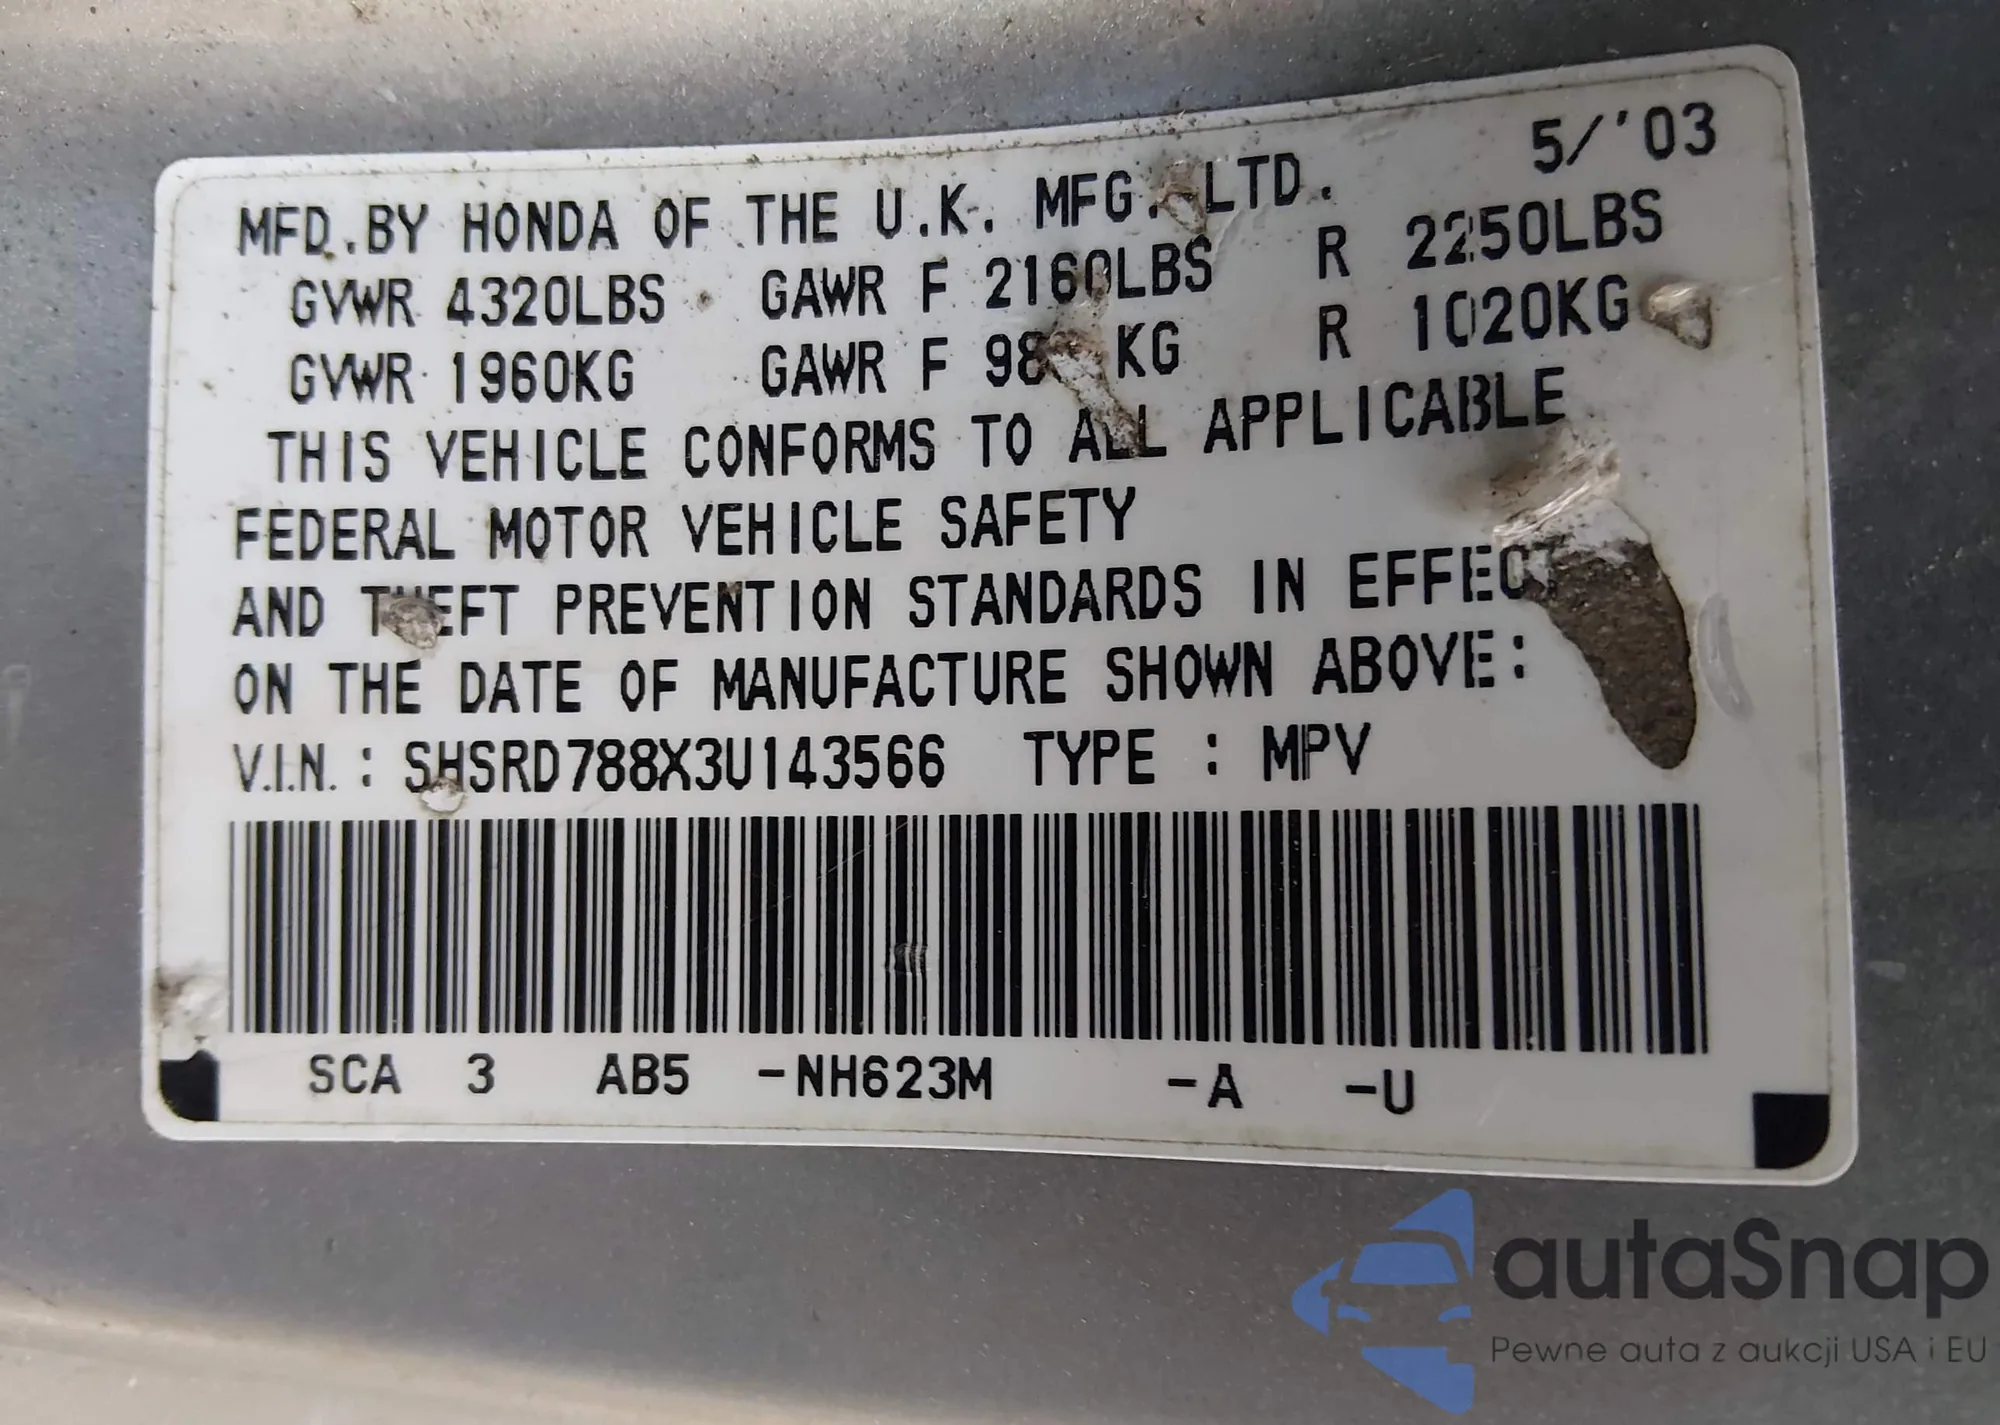 5/'03
MFD.BY HONDA OF THE U.K. MFG. LTD.
GVWR 4320LBS GAWR F 2160LBS R 2250LBS
GVWR 1960KG GAWR F KG R 1020KG
THIS VEHICLE CONFORMS TO ALL APPLICABLE
FEDERAL MOTOR VEHICLE SAFETY
AND THEFT PREVENTION STANDARDS IN EFFECT
ON THE DATE OF MANUFACTURE SHOWN ABOVE:
V.I.N. : SHSRD788X3U143566 TYPE : MPV
SCA 3 AB5 -NH623M -A -U
autaSnap
Pewne auta z aukcji USA i EU